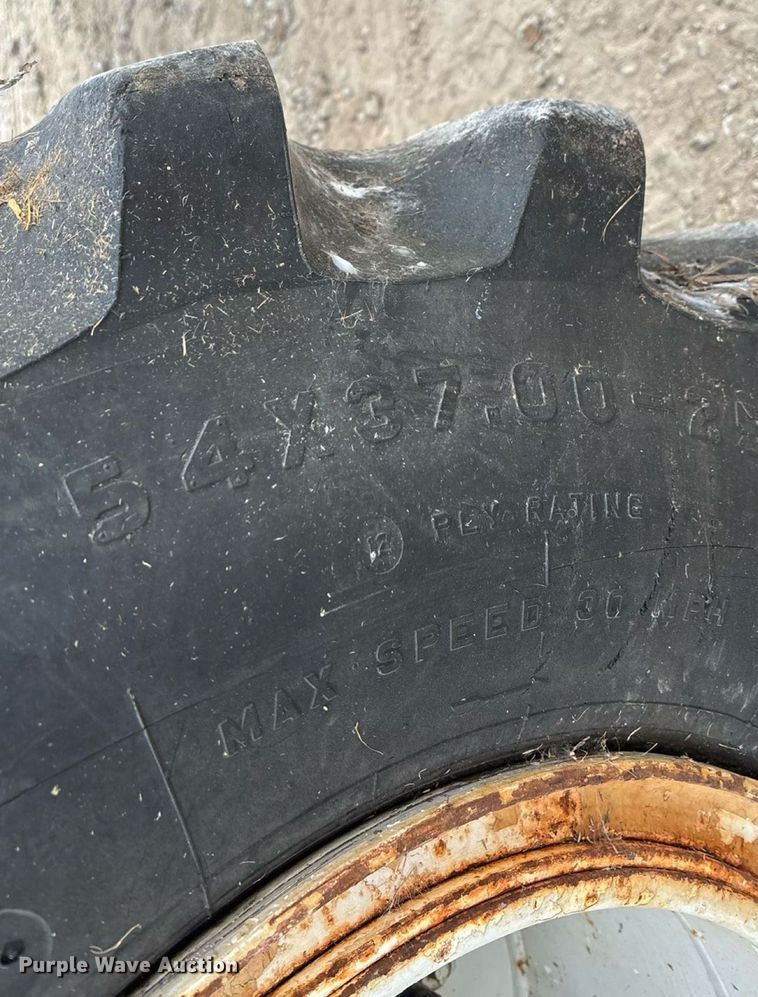 54X37.00-25
12 PLY RATING
MAX SPEED 30 MPH
Purple Wave Auction